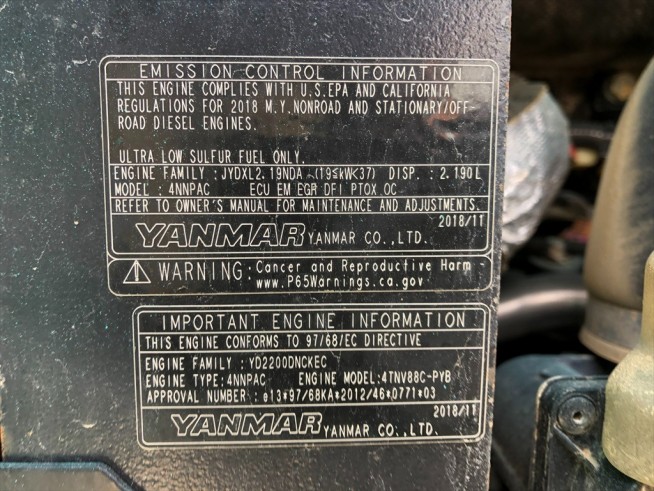 EMISSION CONTROL INFORMATION
THIS ENGINE COMPLIES WITH U.S.EPA AND CALIFORNIA
REGULATIONS FOR 2018 M.Y.NONROAD AND STATIONARY/OFF-
ROAD DIESEL ENGINES.
ULTRA LOW SULFUR FUEL ONLY.
ENGINE FAMILY : JYDXL2.19NDA (19≤kW<37) DISP. : 2.190L
MODEL : 4NNPAC ECU EM EGR DFI PTOX OC
REFER TO OWNER'S MANUAL FOR MAINTENANCE AND ADJUSTMENTS.
2018/11
YANMAR YANMAR CO.,LTD.
WARNING: Cancer and Reproductive Harm -
www.P65Warnings.ca.gov
IMPORTANT ENGINE INFORMATION
THIS ENGINE CONFORMS TO 97/68/EC DIRECTIVE
ENGINE FAMILY : YD2200DNCKEC
ENGINE TYPE:4NNPAC ENGINE MODEL:4TNV88C-PYB
APPROVAL NUMBER : e13*97/68KA*2012/46*0771*03
2018/11
YANMAR YANMAR CO.,LTD.